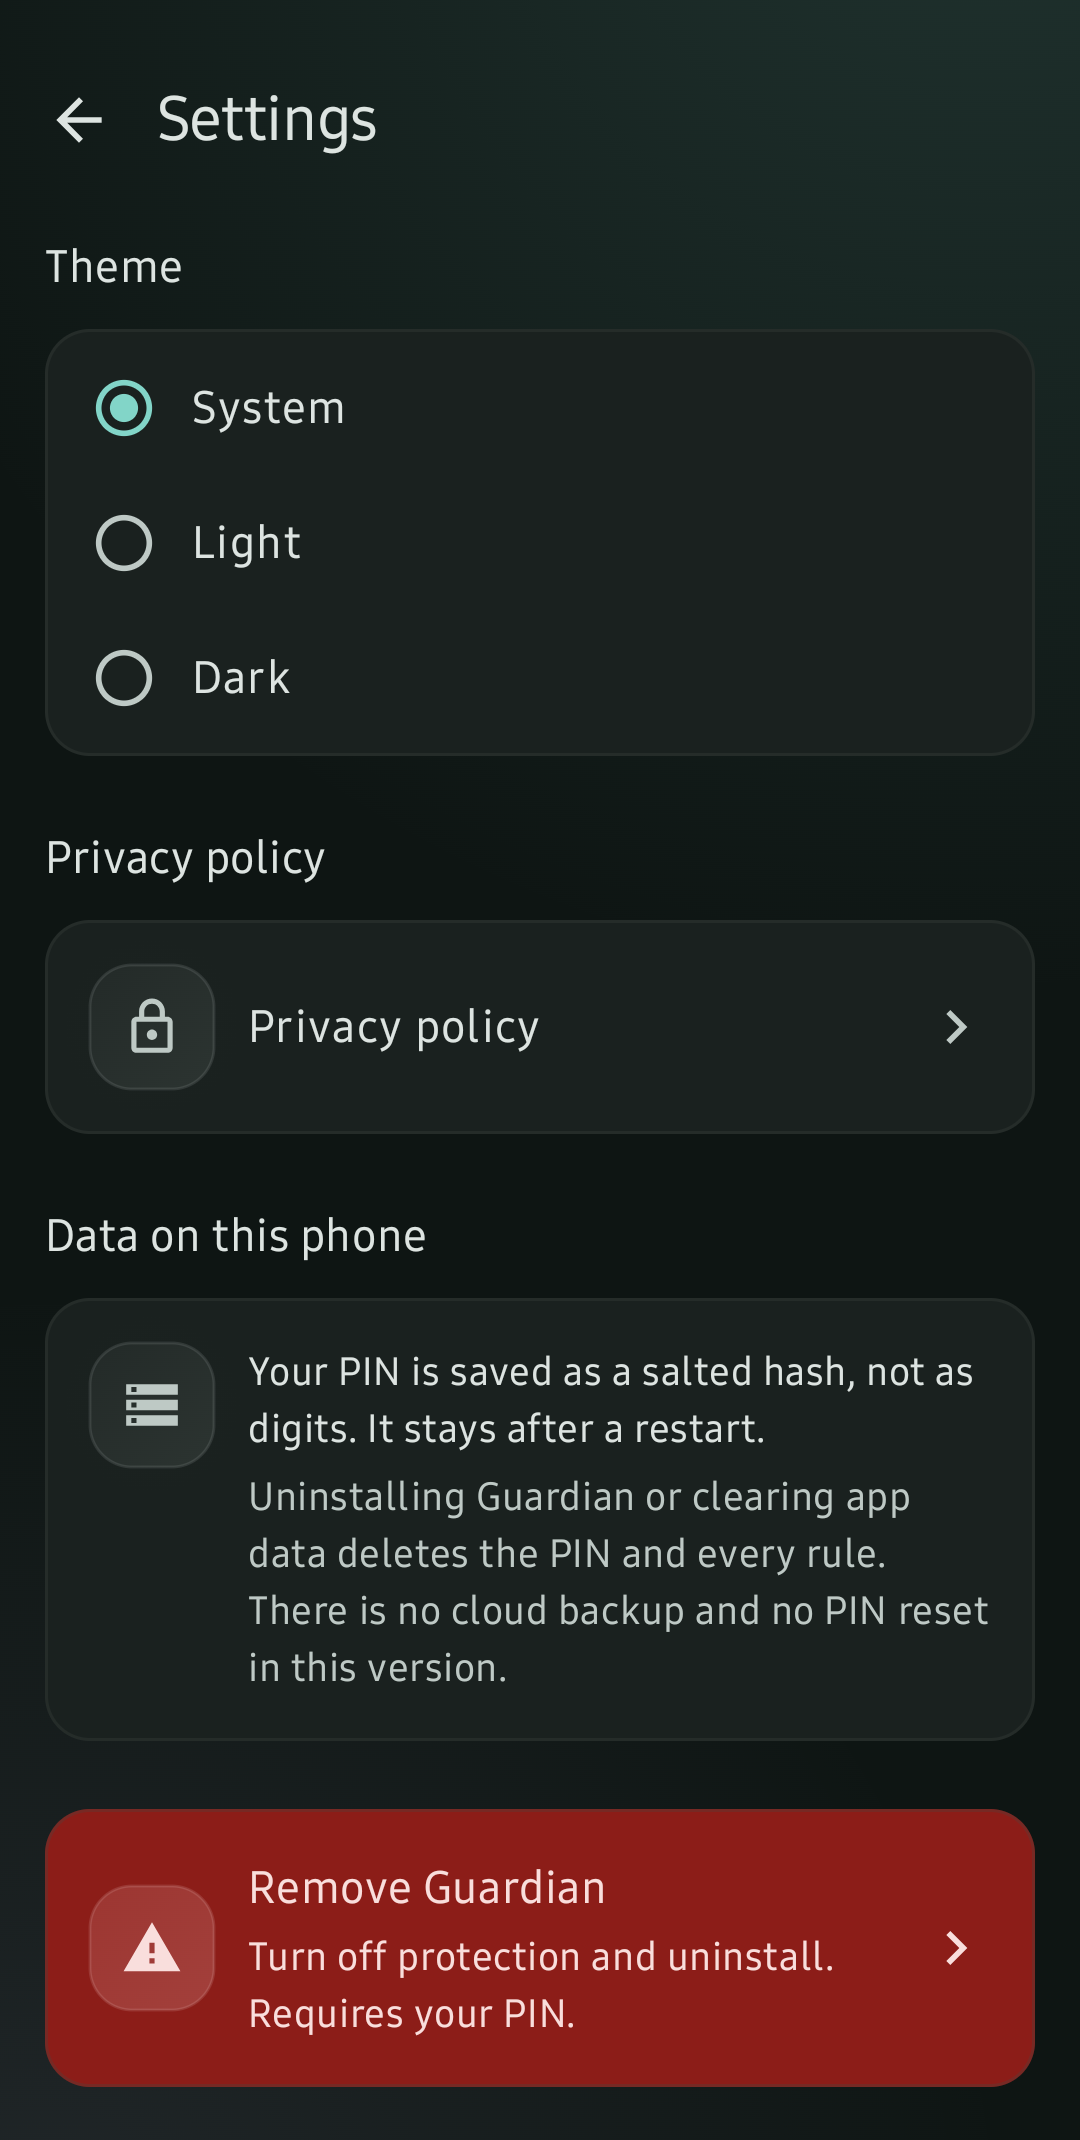 Settings
Theme
System
Light
Dark
Privacy policy
Privacy policy
Data on this phone
Your PIN is saved as a salted hash, not as
digits. It stays after a restart.
Uninstalling Guardian or clearing app
data deletes the PIN and every rule.
There is no cloud backup and no PIN reset
in this version.
Remove Guardian
Turn off protection and uninstall.
Requires your PIN.